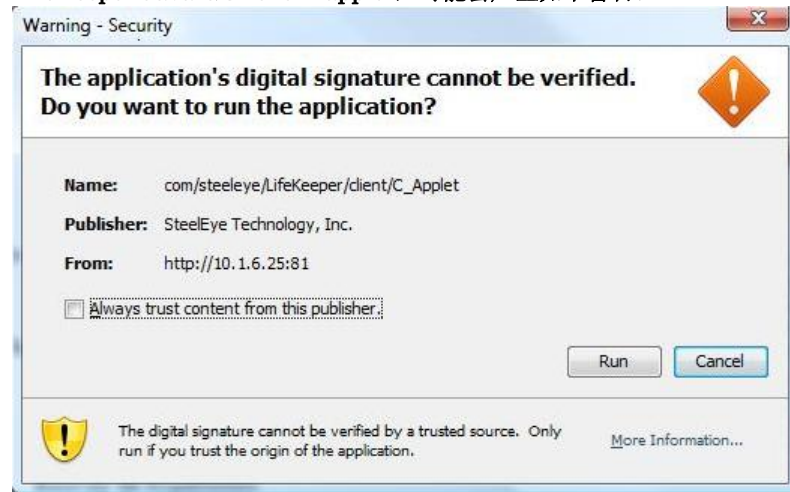 Warning - Security
The application's digital signature cannot be verified.
Do you want to run the application?
Name: com/steeleye/LifeKeeper/client/C_Applet
Publisher: SteelEye Technology, Inc.
From: http://10.1.6.25:81
Always trust content from this publisher.
Run Cancel
The digital signature cannot be verified by a trusted source. Only
run if you trust the origin of the application.
More Information...